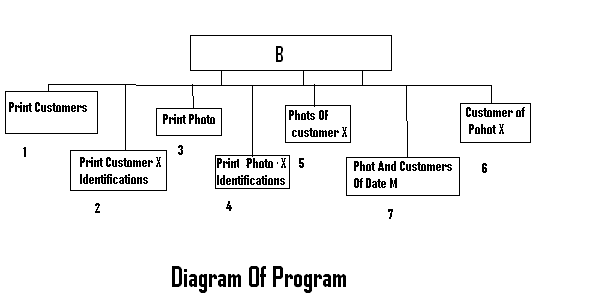 B
Print Customers
1
Print Customer X
Identifications
2
Print Photo
3
Print Photo · X
Identifications
4
Phots Of
customer X
5
Customer of
Pohot X
6
Phot And Customers
Of Date M
7
Diagram Of Program